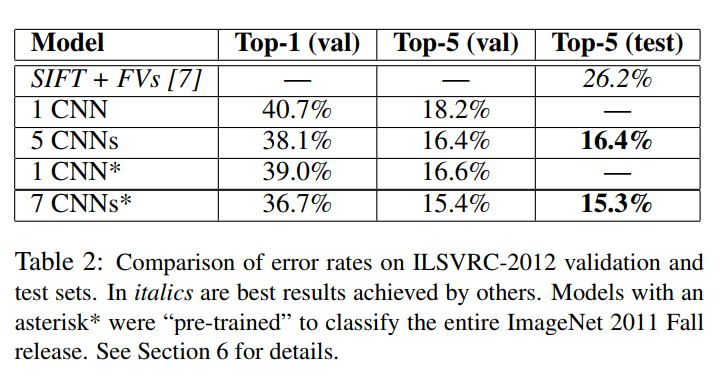 Model Top-1 (val) Top-5 (val) Top-5 (test)
SIFT + FVs [7] — — 26.2%
1 CNN 40.7% 18.2% —
5 CNNs 38.1% 16.4% 16.4%
1 CNN* 39.0% 16.6% —
7 CNNs* 36.7% 15.4% 15.3%
Table 2: Comparison of error rates on ILSVRC-2012 validation and
test sets. In italics are best results achieved by others. Models with an
asterisk* were “pre-trained” to classify the entire ImageNet 2011 Fall
release. See Section 6 for details.